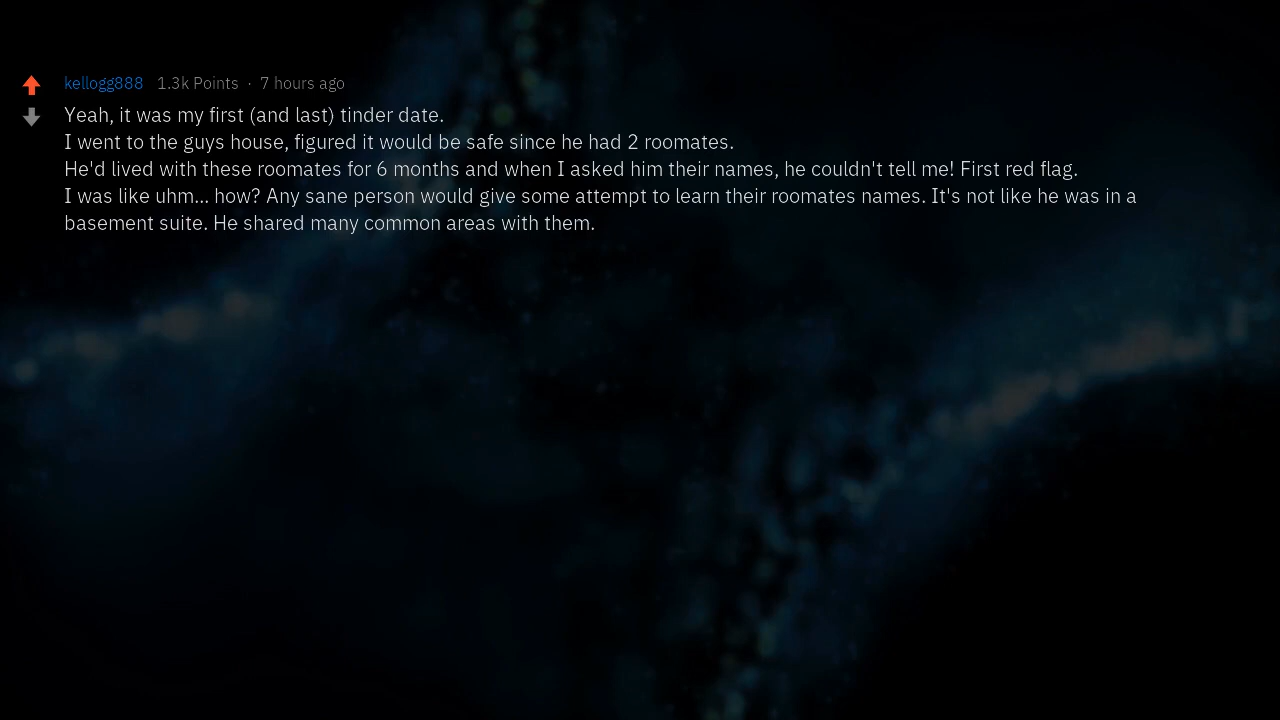 kellogg888 1.3k Points · 7 hours ago
Yeah, it was my first (and last) tinder date.
I went to the guys house, figured it would be safe since he had 2 roomates.
He'd lived with these roomates for 6 months and when I asked him their names, he couldn't tell me! First red flag.
I was like uhm... how? Any sane person would give some attempt to learn their roomates names. It's not like he was in a
basement suite. He shared many common areas with them.